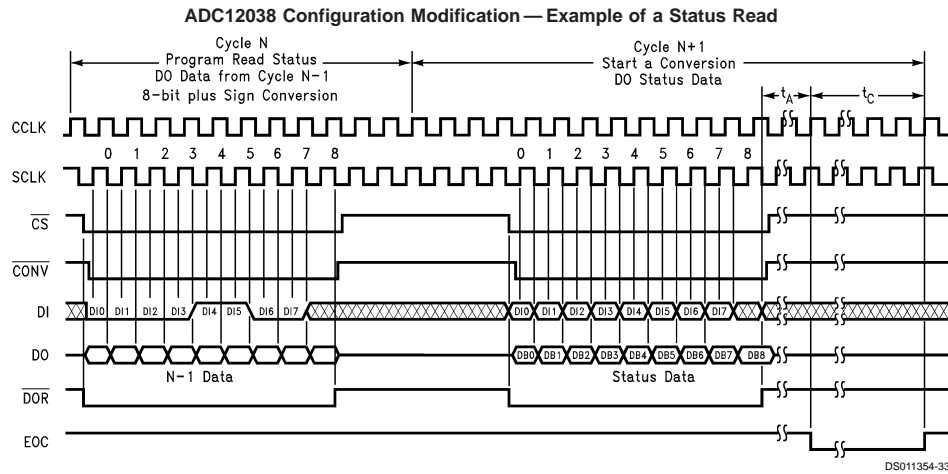 ADC12038 Configuration Modification — Example of a Status Read
Cycle N
Program Read Status
DO Data from Cycle N-1
8-bit plus Sign Conversion
Cycle N+1
Start a Conversion
DO Status Data
tA
tC
CCLK
0 1 2 3 4 5 6 7 8
0 1 2 3 4 5 6 7 8
SCLK
CS
CONV
DI
DI0 DI1 DI2 DI3 DI4 DI5 DI6 DI7
DI0 DI1 DI2 DI3 DI4 DI5 DI6 DI7
DO
DB0 DB1 DB2 DB3 DB4 DB5 DB6 DB7 DB8
N-1 Data
Status Data
DOR
EOC
DS011354-33